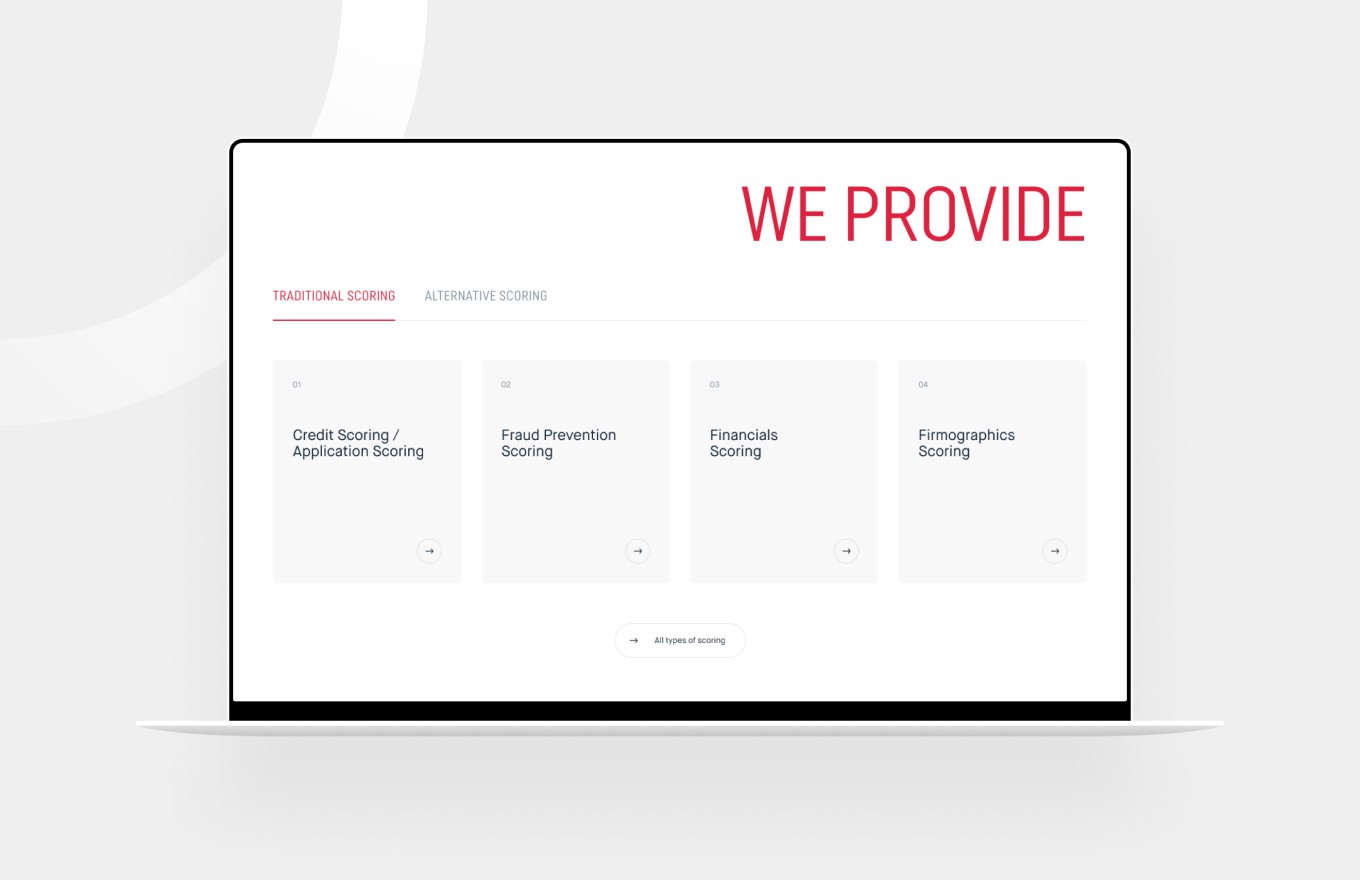 WE PROVIDE
TRADITIONAL SCORING
ALTERNATIVE SCORING
01
Credit Scoring /
Application Scoring
02
Fraud Prevention
Scoring
03
Financials
Scoring
04
Firmographics
Scoring
All types of scoring